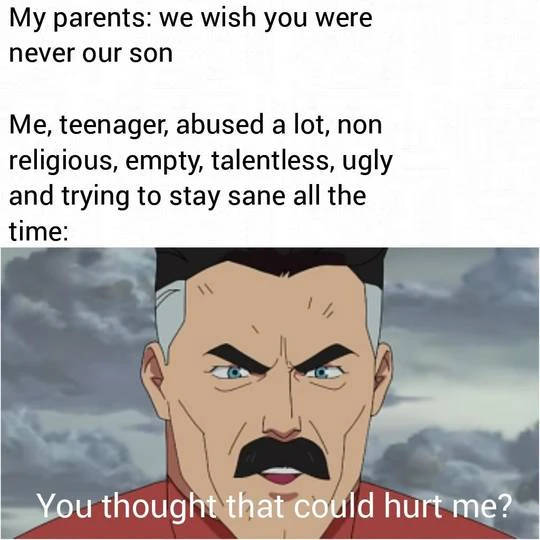 My parents: we wish you were
never our son
Me, teenager, abused a lot, non
religious, empty, talentless, ugly
and trying to stay sane all the
time:
You thought that could hurt me?